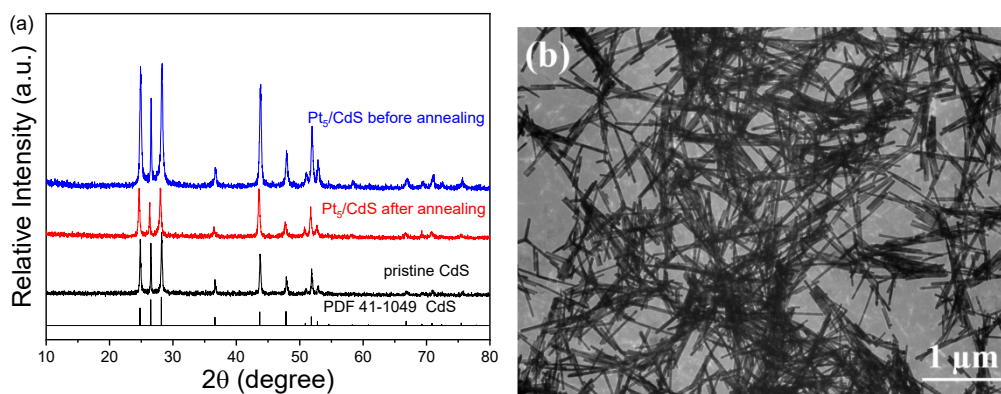 (a)
Relative Intensity (a.u.)
Pt₅/CdS before annealing
Pt₅/CdS after annealing
pristine CdS
PDF 41-1049 CdS
10 20 30 40 50 60 70 80
2θ (degree)
(b)
1 μm